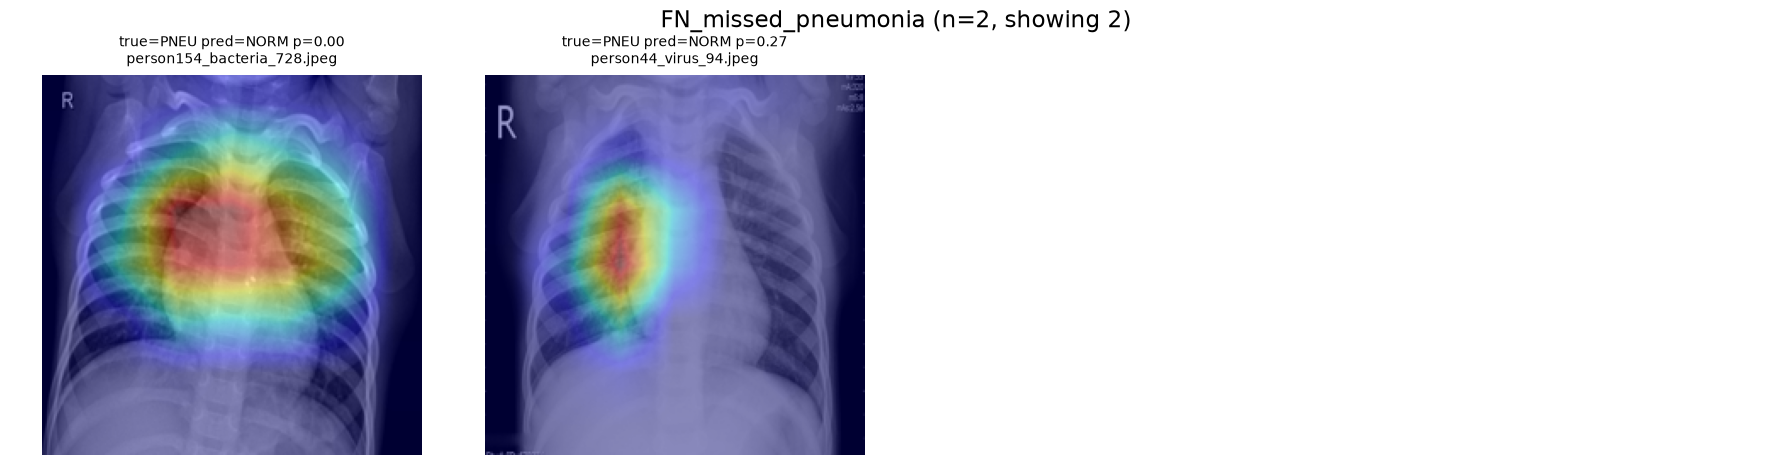 FN_missed_pneumonia (n=2, showing 2)
true=PNEU pred=NORM p=0.00
person154_bacteria_728.jpeg
true=PNEU pred=NORM p=0.27
person44_virus_94.jpeg
R
R